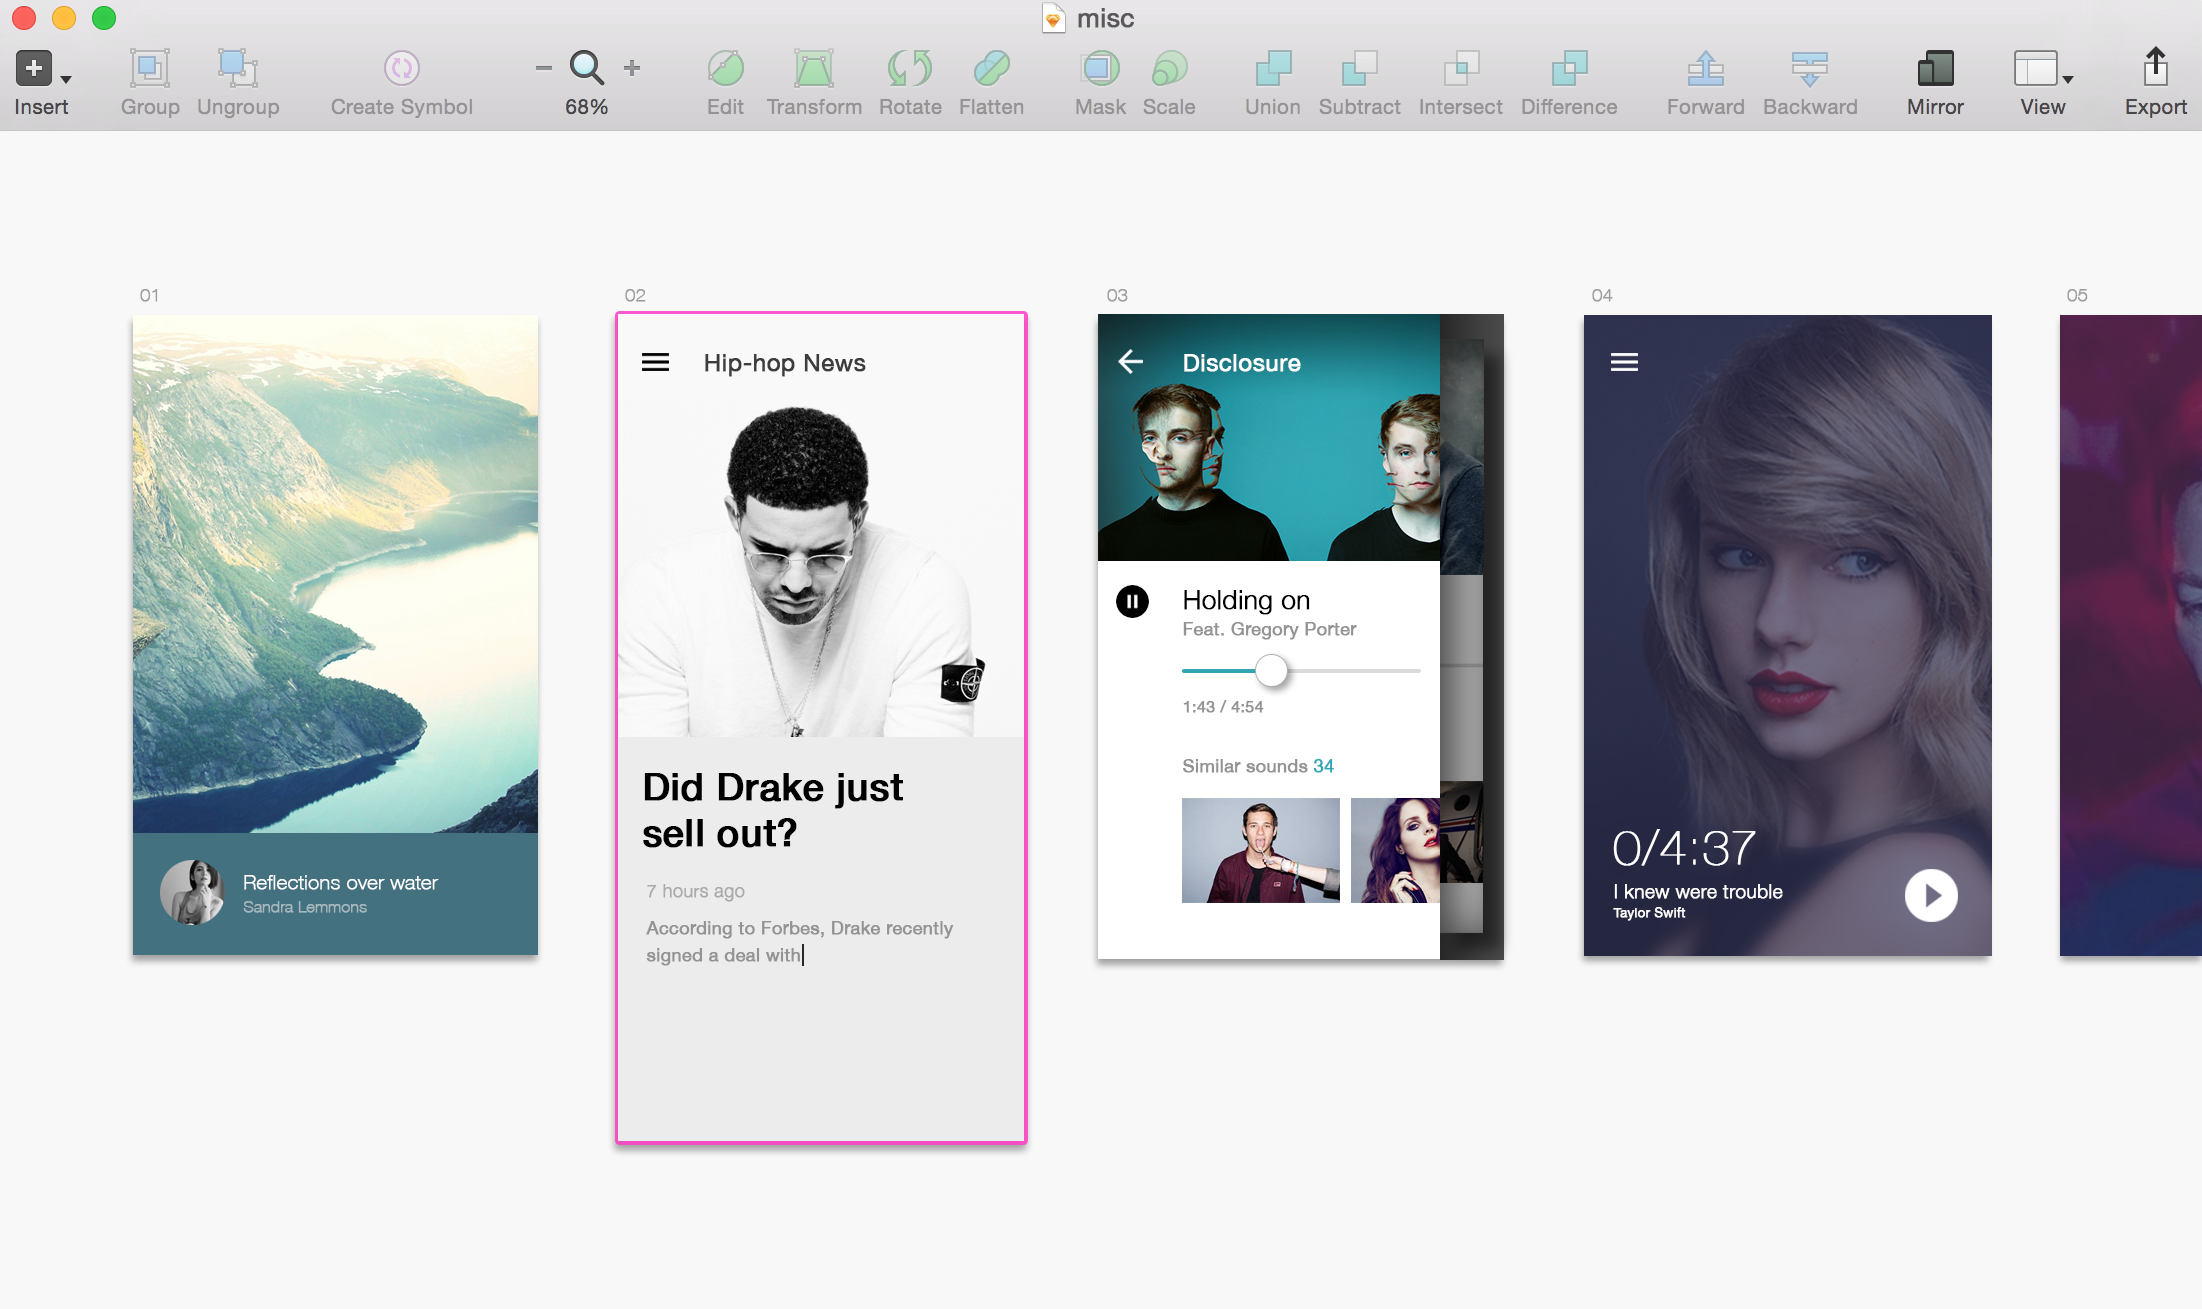 misc
Insert
Group
Ungroup
Create Symbol
68%
Edit
Transform
Rotate
Flatten
Mask
Scale
Union
Subtract
Intersect
Difference
Forward
Backward
Mirror
View
Export
01
Reflections over water
Sandra Lemmons
02
Hip-hop News
Did Drake just
sell out?
7 hours ago
According to Forbes, Drake recently
signed a deal with
03
Disclosure
Holding on
Feat. Gregory Porter
1:43 / 4:54
Similar sounds 34
04
0/4:37
I knew were trouble
Taylor Swift
05